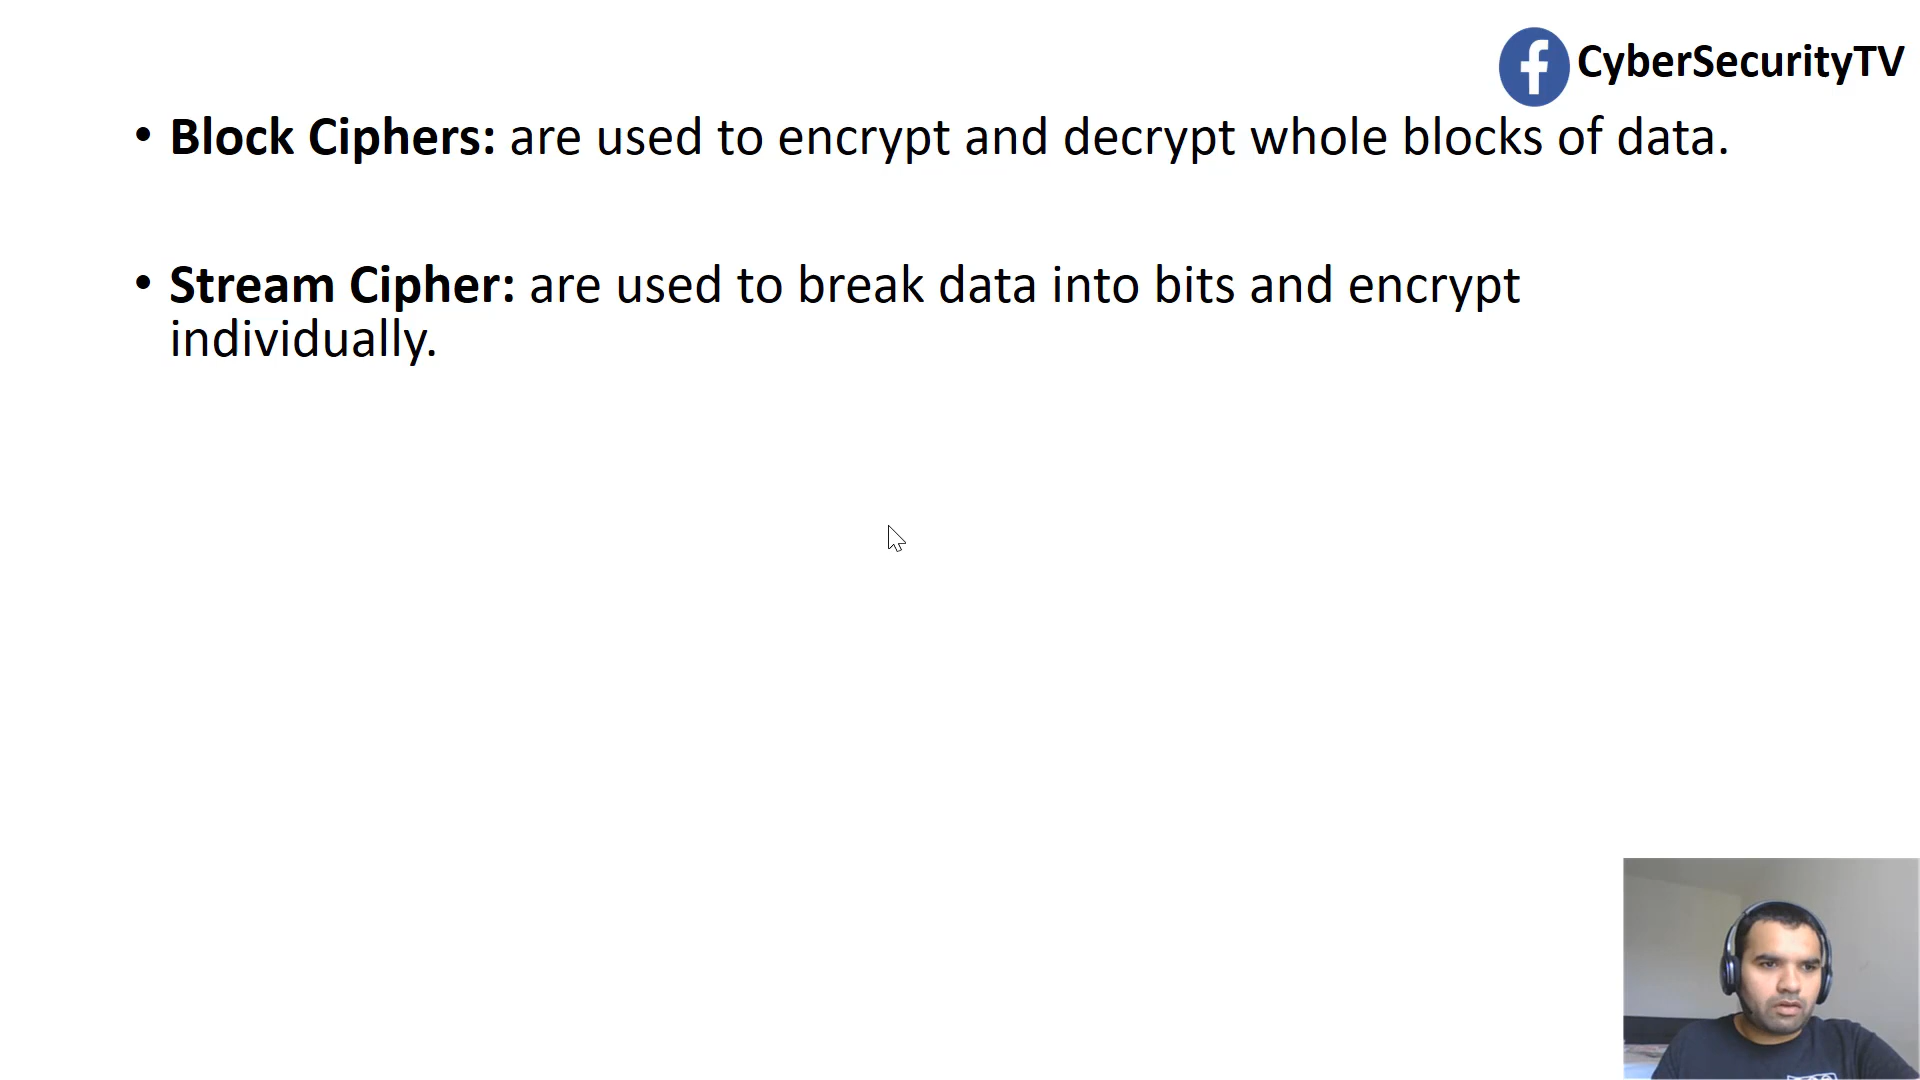 CyberSecurityTV
• Block Ciphers: are used to encrypt and decrypt whole blocks of data.
• Stream Cipher: are used to break data into bits and encrypt
individually.